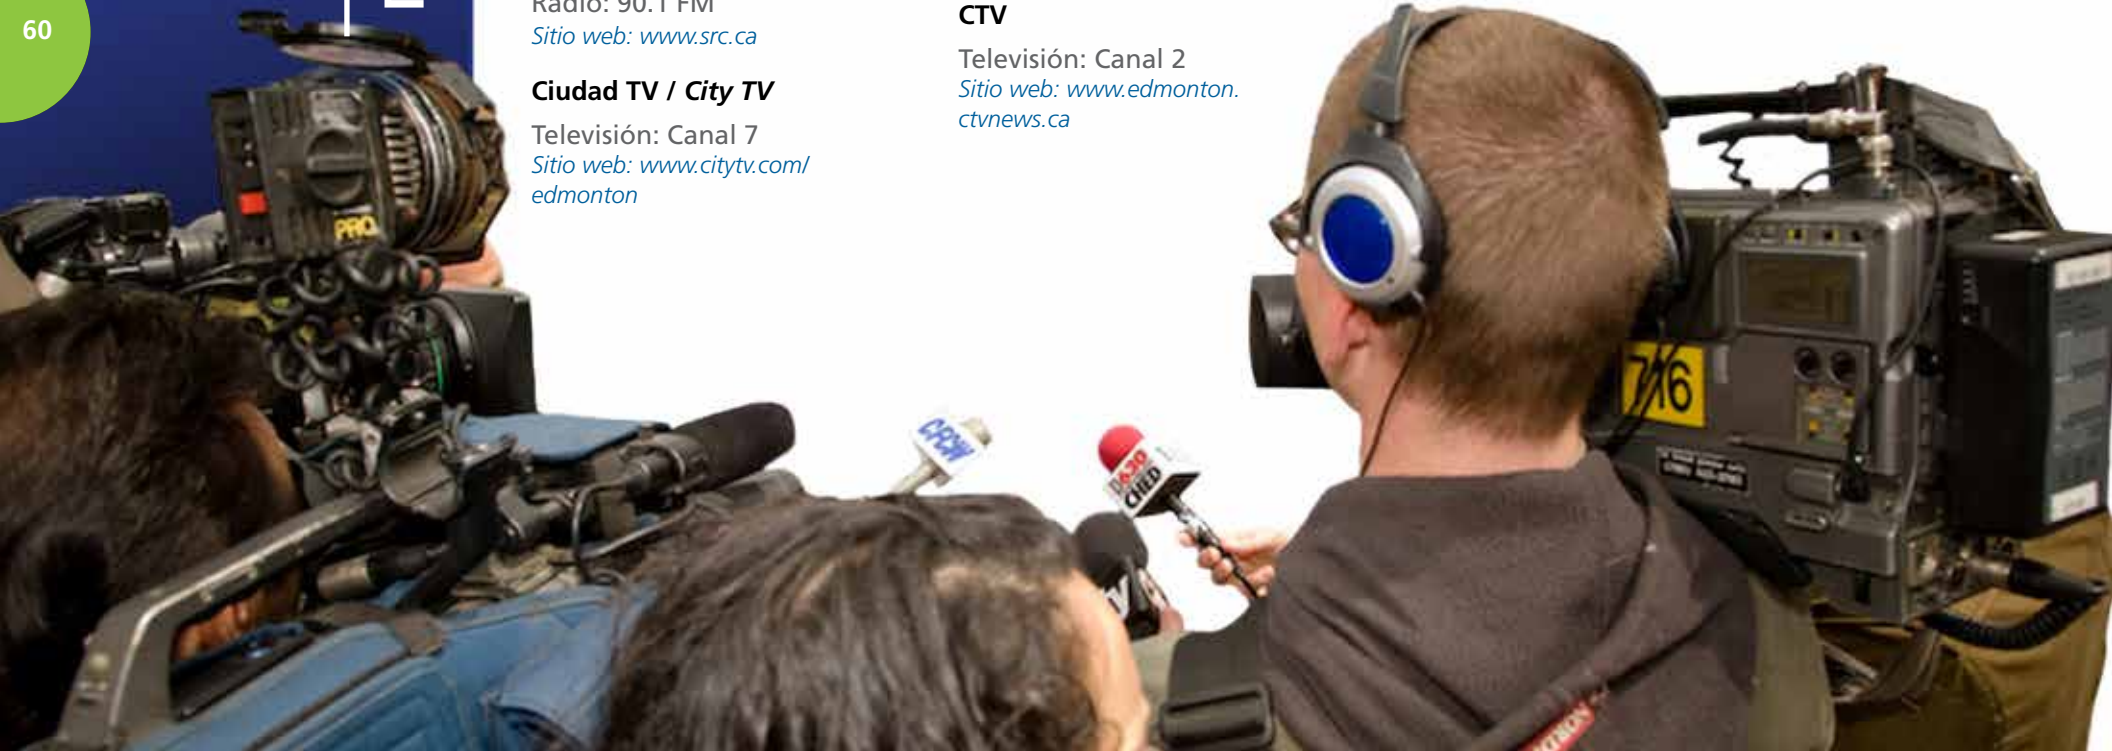 60
Radio: 90.1 FM
Sitio web: www.src.ca
Ciudad TV / City TV
Televisión: Canal 7
Sitio web: www.citytv.com/
edmonton
CTV
Televisión: Canal 2
Sitio web: www.edmonton.
ctvnews.ca
PRO
CFCW
630
CHED
716